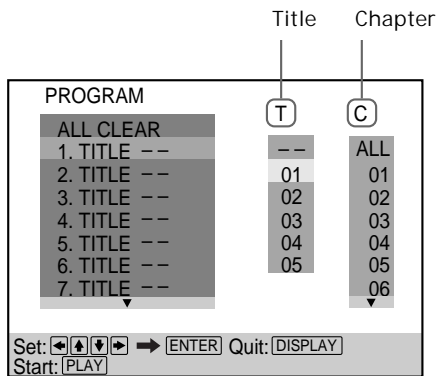 Title Chapter
PROGRAM
T C
ALL CLEAR
1. TITLE – – – – ALL
2. TITLE – – 01 01
3. TITLE – – 02 02
4. TITLE – – 03 03
5. TITLE – – 04 04
6. TITLE – – 05 05
7. TITLE – – 06
Set: ENTER Quit: DISPLAY
Start: PLAY